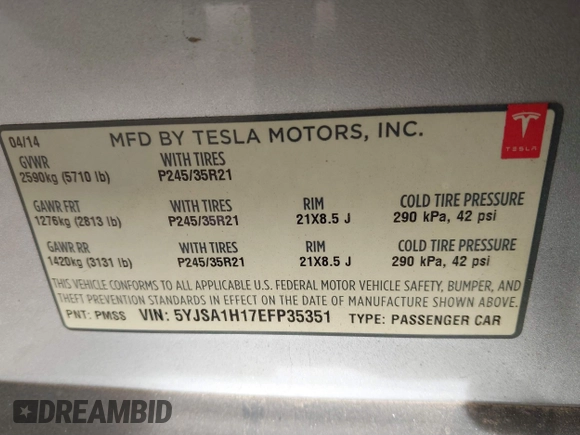 04/14 MFD BY TESLA MOTORS, INC.
TESLA
GVWR WITH TIRES
2590kg (5710 lb) P245/35R21
GAWR FRT WITH TIRES RIM COLD TIRE PRESSURE
1276kg (2813 lb) P245/35R21 21X8.5 J 290 kPa, 42 psi
GAWR RR WITH TIRES RIM COLD TIRE PRESSURE
1420kg (3131 lb) P245/35R21 21X8.5 J 290 kPa, 42 psi
THIS VEHICLE CONFORMS TO ALL APPLICABLE U.S. FEDERAL MOTOR VEHICLE SAFETY, BUMPER, AND
THEFT PREVENTION STANDARDS IN EFFECT ON THE DATE OF MANUFACTURE SHOWN ABOVE.
PNT: PMSS VIN: 5YJSA1H17EFP35351 TYPE: PASSENGER CAR
DREAMBID